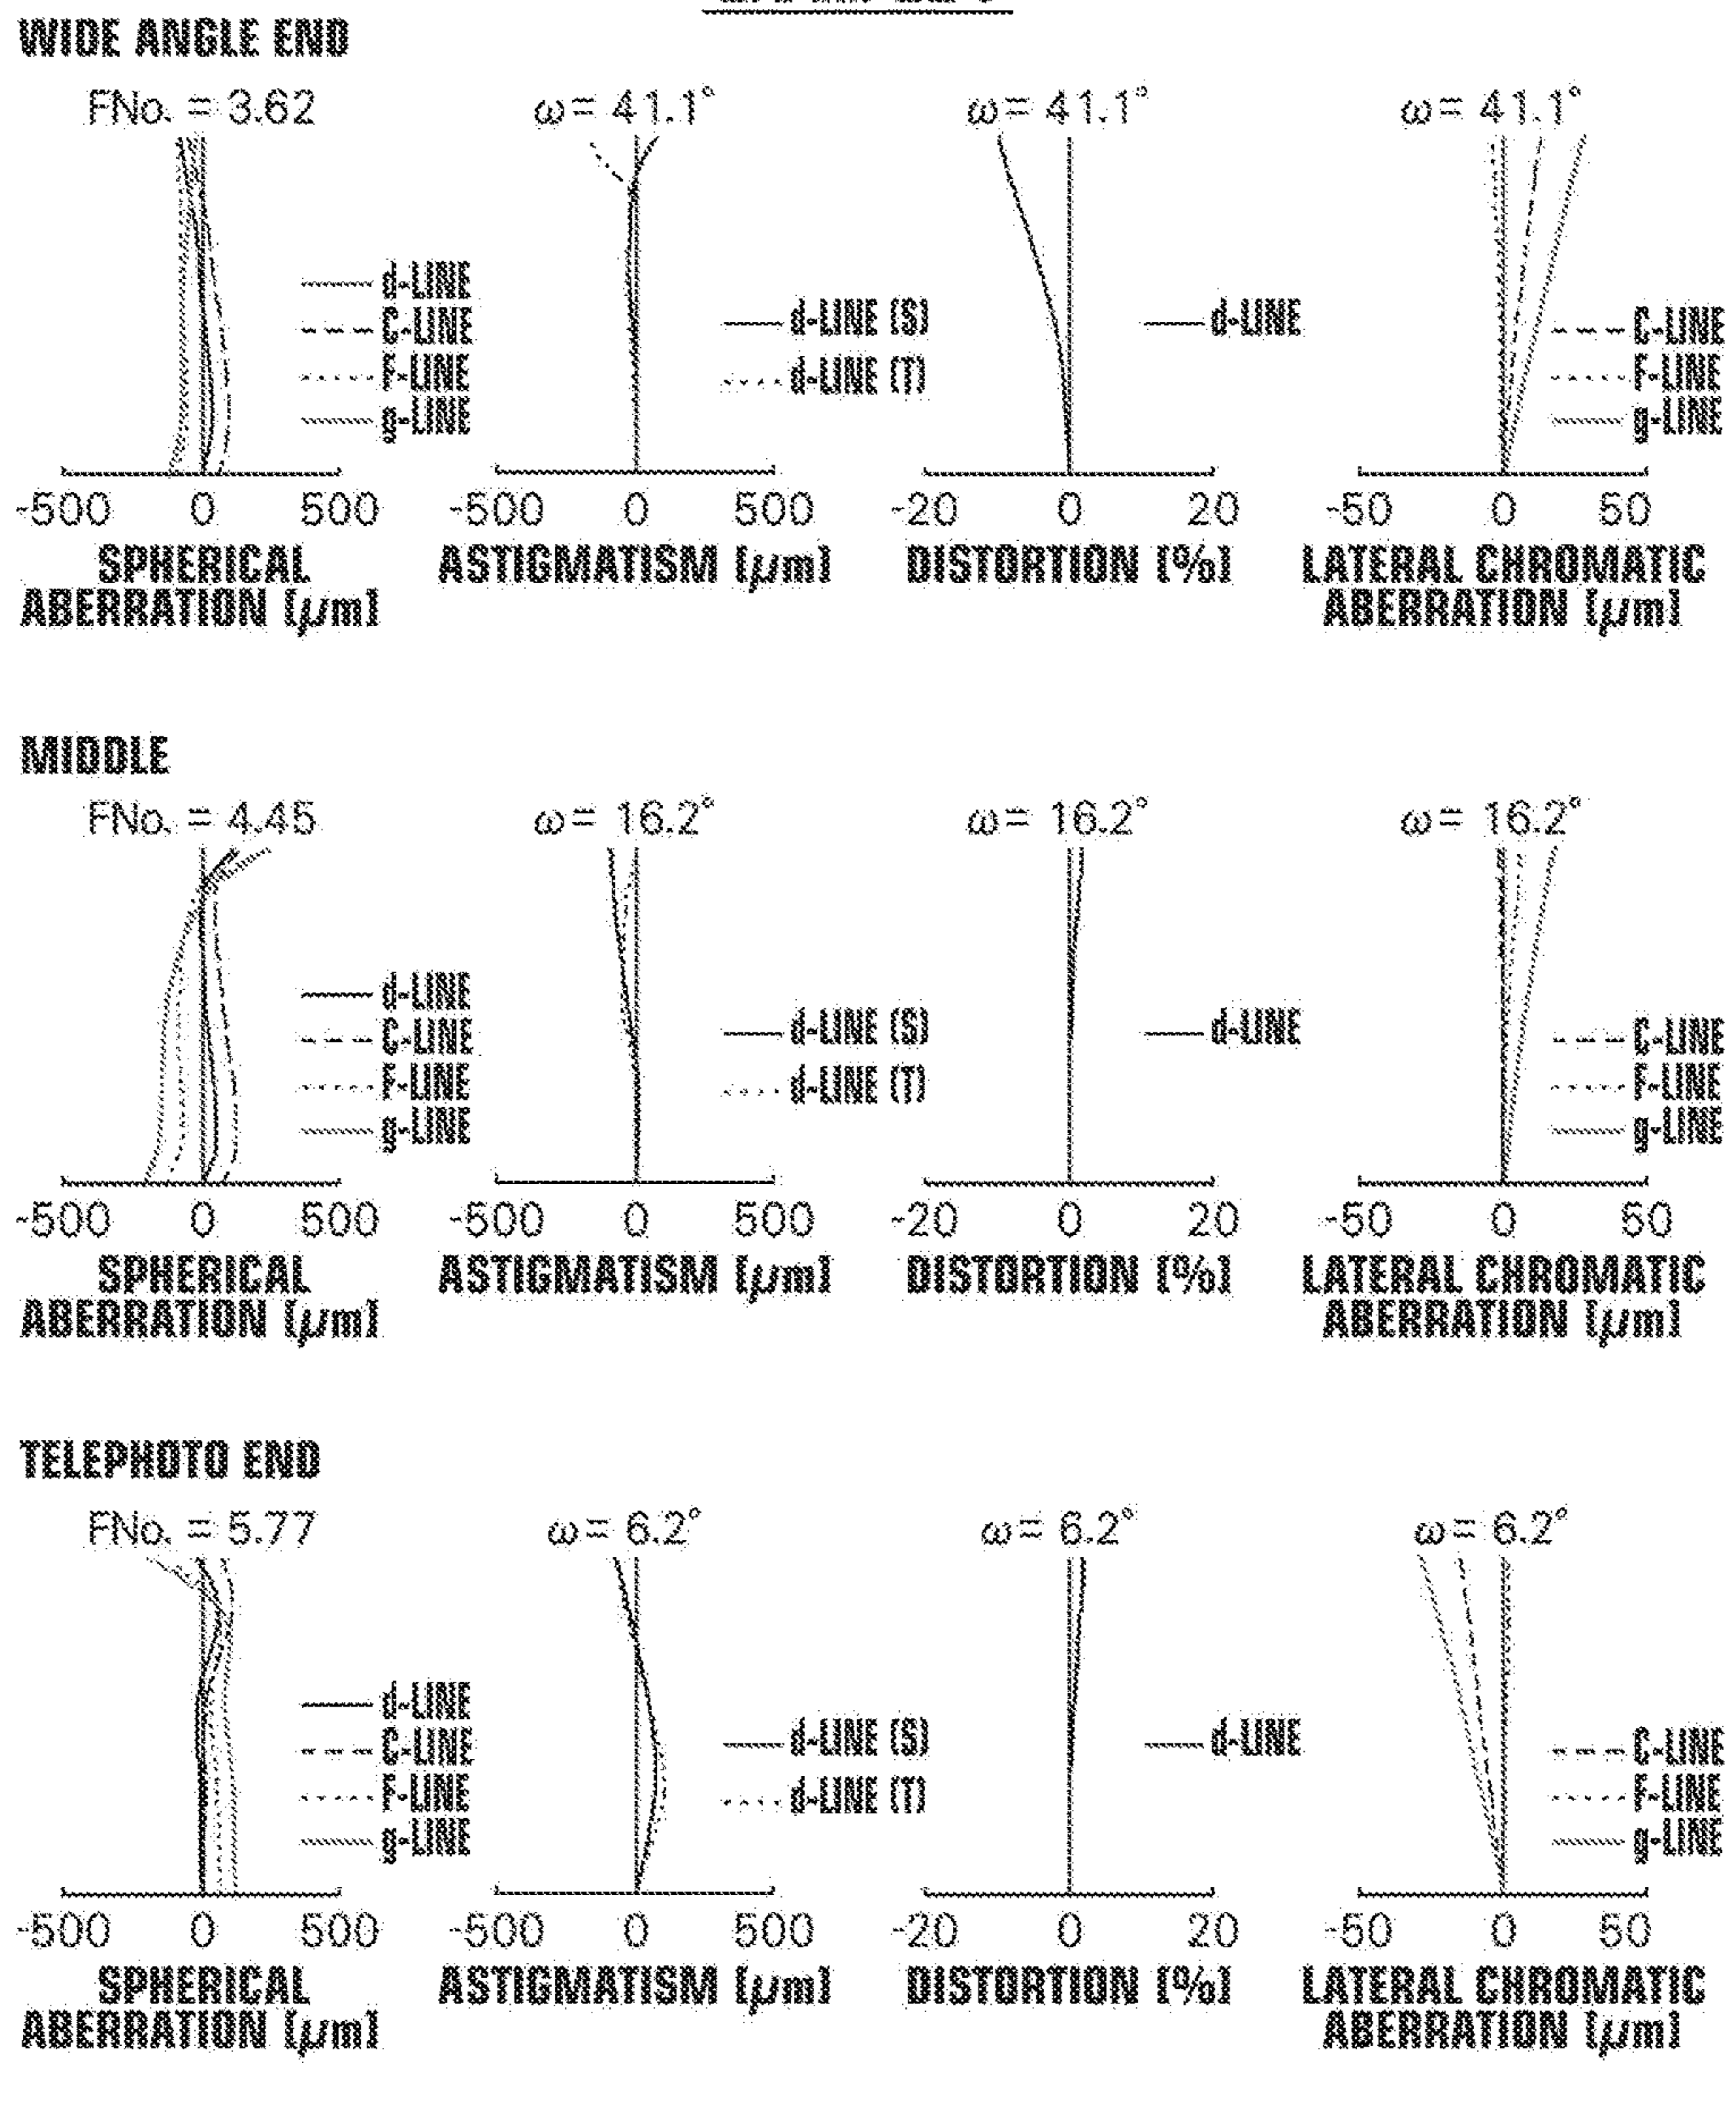 WIDE ANGLE END
FNo. = 3.62
ω = 41.1°
ω = 41.1°
ω = 41.1°
d-LINE
C-LINE
F-LINE
g-LINE
d-LINE (S)
d-LINE (T)
d-LINE
C-LINE
F-LINE
g-LINE
-500 0 500
-500 0 500
-20 0 20
-50 0 50
SPHERICAL
ABERRATION [μm]
ASTIGMATISM [μm]
DISTORTION [%]
LATERAL CHROMATIC
ABERRATION [μm]
MIDDLE
FNo. = 4.45
ω = 16.2°
ω = 16.2°
ω = 16.2°
d-LINE
C-LINE
F-LINE
g-LINE
d-LINE (S)
d-LINE (T)
d-LINE
C-LINE
F-LINE
g-LINE
-500 0 500
-500 0 500
-20 0 20
-50 0 50
SPHERICAL
ABERRATION [μm]
ASTIGMATISM [μm]
DISTORTION [%]
LATERAL CHROMATIC
ABERRATION [μm]
TELEPHOTO END
FNo. = 5.77
ω = 6.2°
ω = 6.2°
ω = 6.2°
d-LINE
C-LINE
F-LINE
g-LINE
d-LINE (S)
d-LINE (T)
d-LINE
C-LINE
F-LINE
g-LINE
-500 0 500
-500 0 500
-20 0 20
-50 0 50
SPHERICAL
ABERRATION [μm]
ASTIGMATISM [μm]
DISTORTION [%]
LATERAL CHROMATIC
ABERRATION [μm]